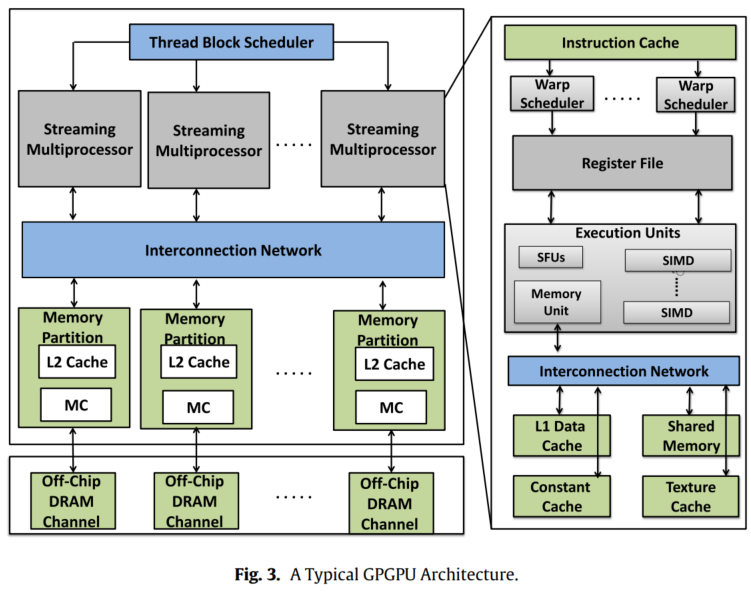 Thread Block Scheduler
Streaming
Multiprocessor
Streaming
Multiprocessor
.....
Streaming
Multiprocessor
Interconnection Network
Memory
Partition
L2 Cache
MC
Memory
Partition
L2 Cache
MC
.....
Memory
Partition
L2 Cache
MC
Off-Chip
DRAM
Channel
Off-Chip
DRAM
Channel
.....
Off-Chip
DRAM
Channel
Instruction Cache
Warp
Scheduler
.....
Warp
Scheduler
Register File
Execution Units
SFUs
SIMD
Memory
Unit
SIMD
Interconnection Network
L1 Data
Cache
Shared
Memory
Constant
Cache
Texture
Cache
Fig. 3. A Typical GPGPU Architecture.